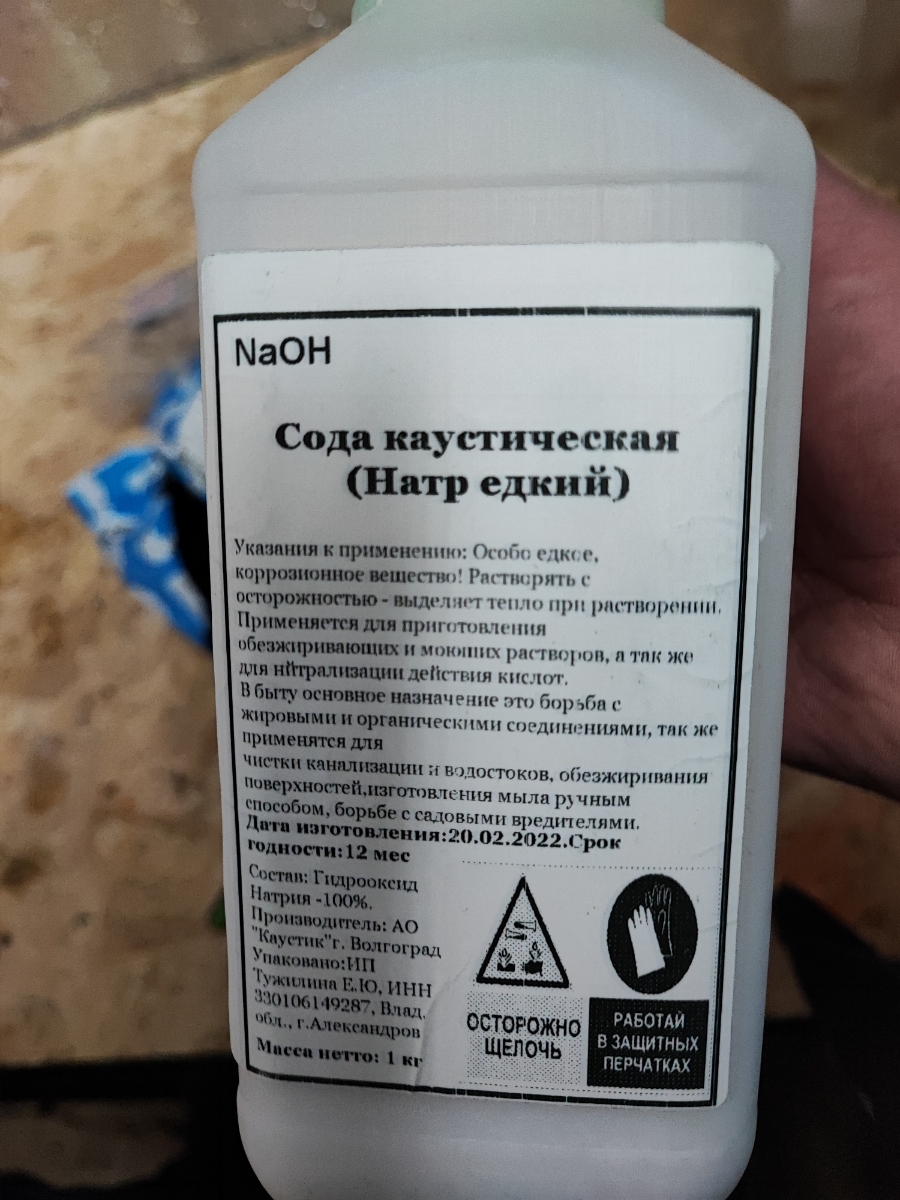 NaOH
Сода каустическая
(Натр едкий)
Указания к применению: Особо едкое,
коррозионное вещество! Растворять с
осторожностью - выделяет тепло при растворении.
Применяется для приготовления
обезжиривающих и моющих растворов, а так же
для нйтрализации действия кислот.
В быту основное назначение это борьба с
жировыми и органическими соединениями, так же
применятся для
чистки канализации и водостоков, обезжиривания
поверхностей,изготовления мыла ручным
способом, борьбе с садовыми вредителями.
Дата изготовления:20.02.2022.Срок
годности:12 мес
Состав: Гидрооксид
Натрия -100%.
Производитель: АО
"Каустик"г. Волгоград
Упаковано:ИП
Тужилина Е.Ю, ИНН
330106149287, Влад.
обл., г.Александров
Масса нетто: 1 кг
ОСТОРОЖНО
ЩЕЛОЧЬ
РАБОТАЙ
В ЗАЩИТНЫХ
ПЕРЧАТКАХ